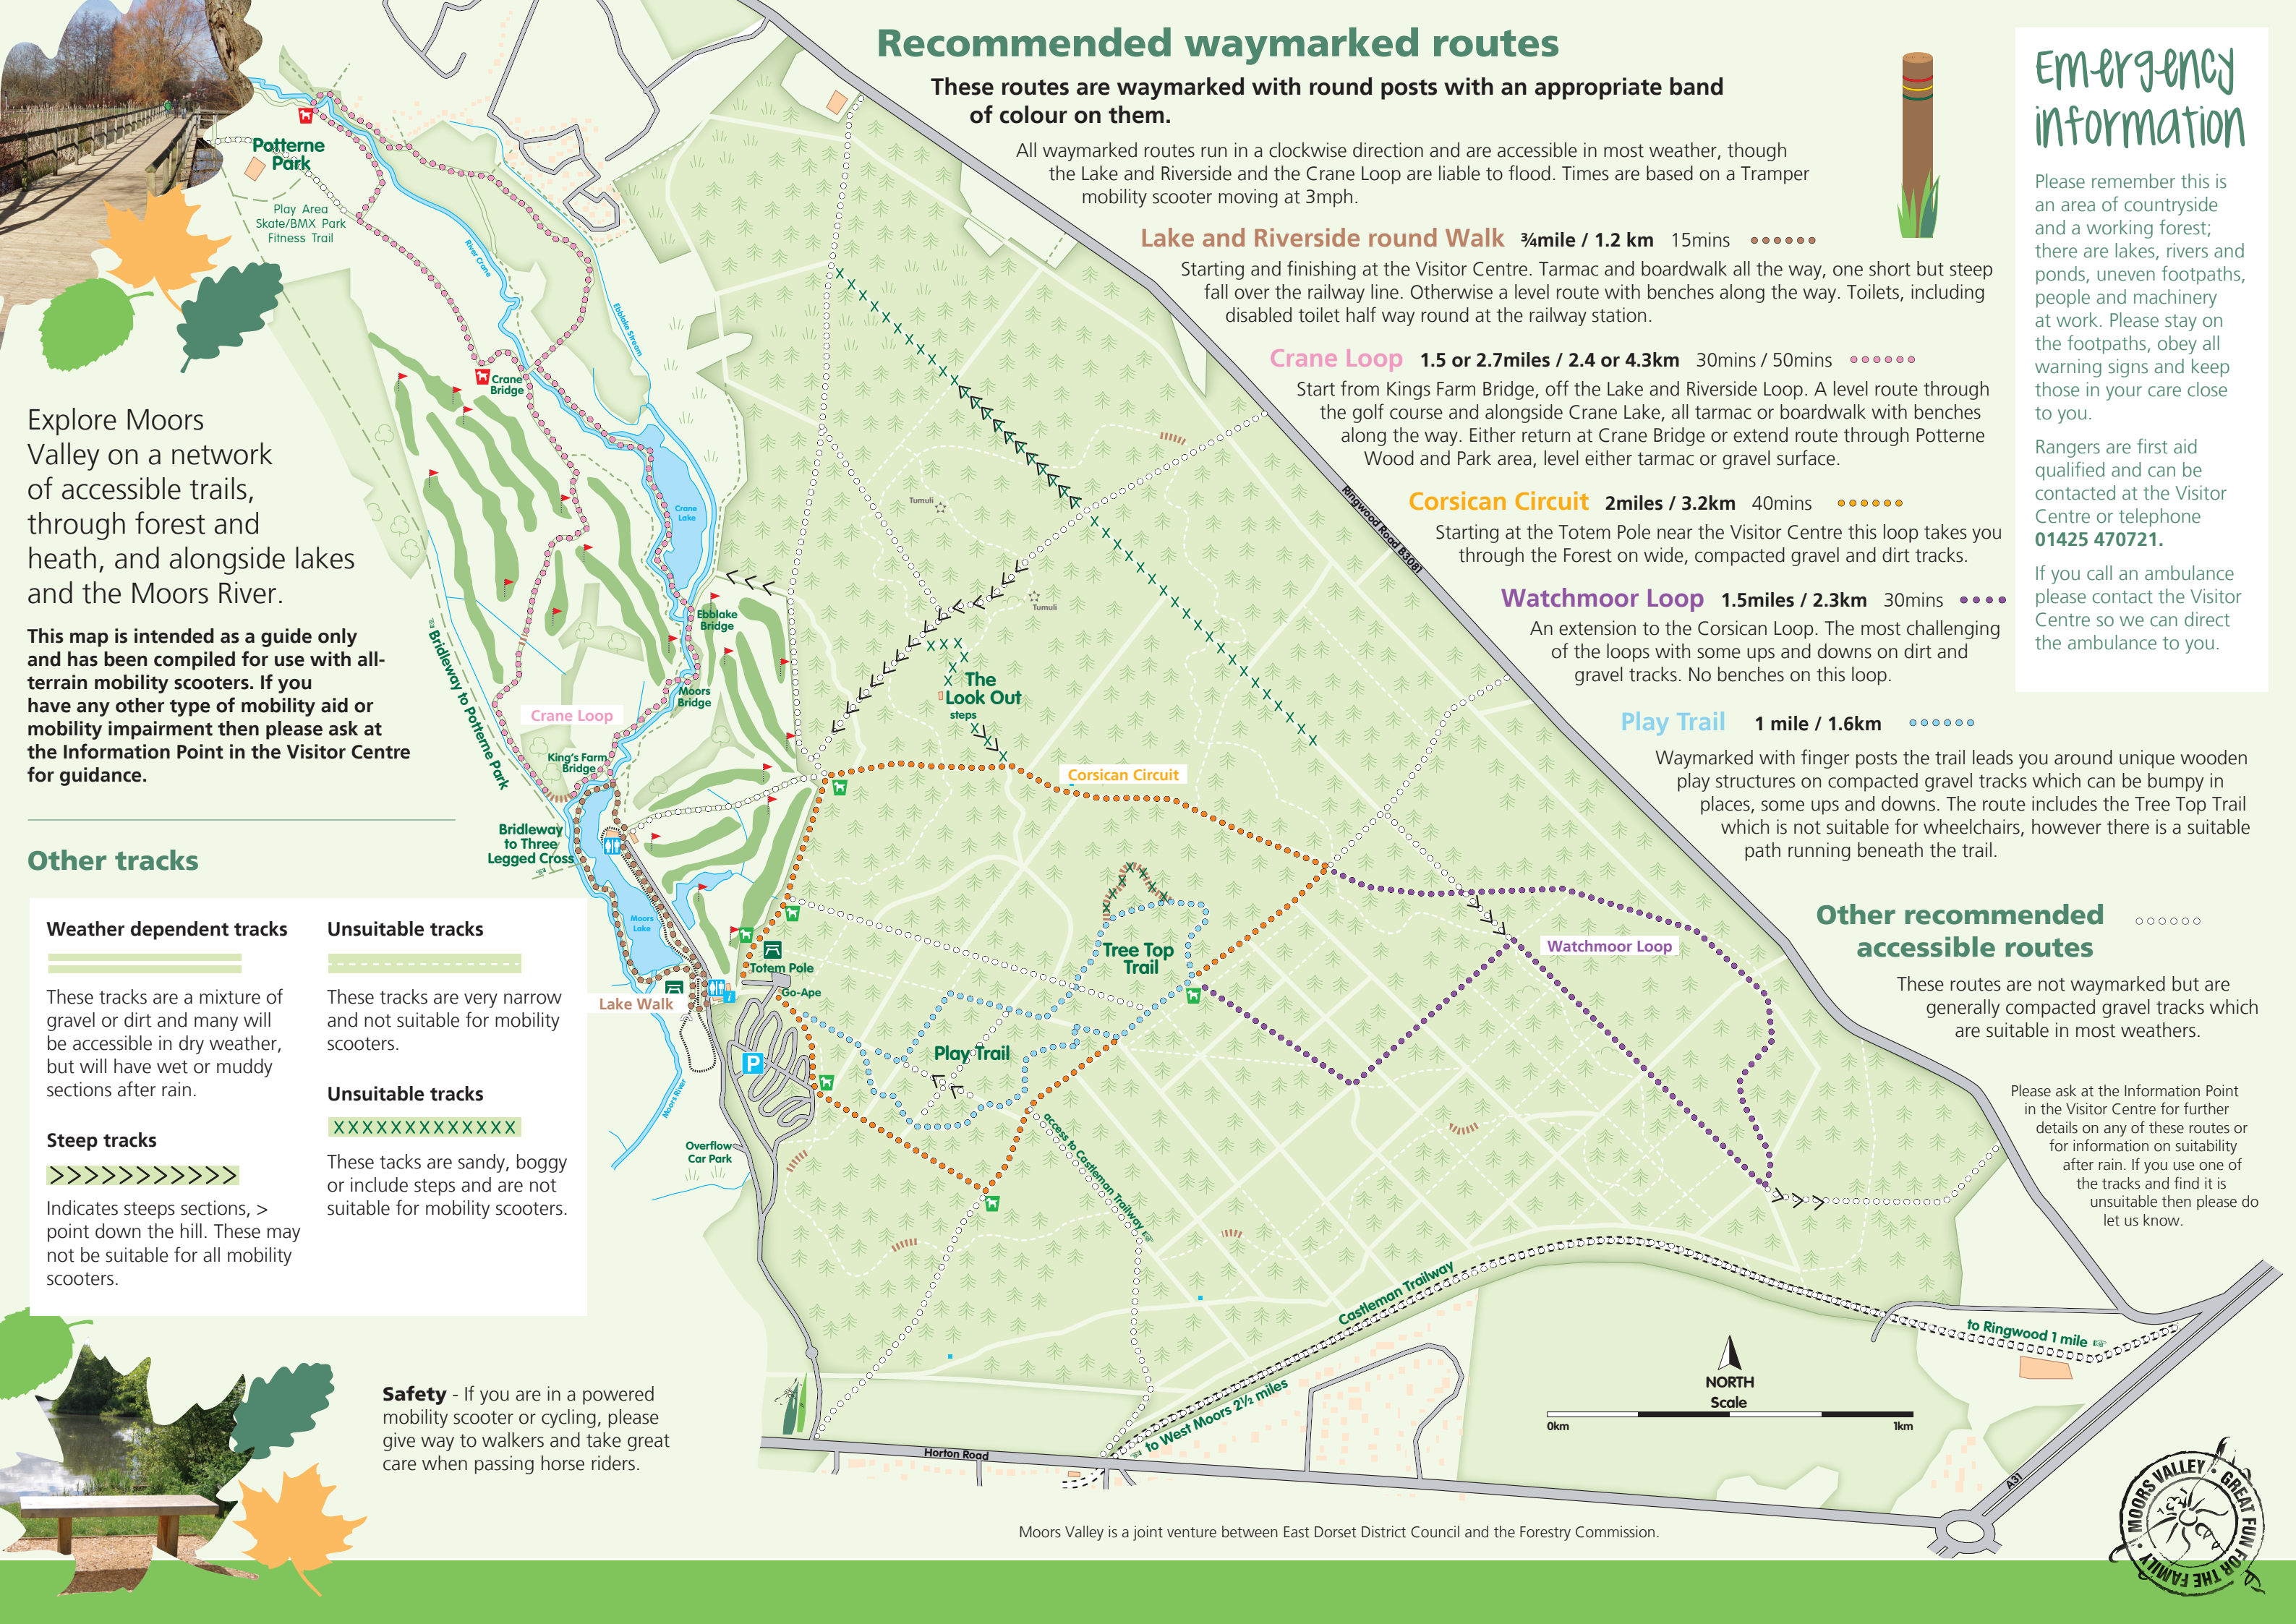 Recommended waymarked routes
These routes are waymarked with round posts with an appropriate band
of colour on them.
All waymarked routes run in a clockwise direction and are accessible in most weather, though
the Lake and Riverside and the Crane Loop are liable to flood. Times are based on a Tramper
mobility scooter moving at 3mph.
Lake and Riverside round Walk ¾mile / 1.2 km 15mins
Starting and finishing at the Visitor Centre. Tarmac and boardwalk all the way, one short but steep
fall over the railway line. Otherwise a level route with benches along the way. Toilets, including
disabled toilet half way round at the railway station.
Crane Loop 1.5 or 2.7miles / 2.4 or 4.3km 30mins / 50mins
Start from Kings Farm Bridge, off the Lake and Riverside Loop. A level route through
the golf course and alongside Crane Lake, all tarmac or boardwalk with benches
along the way. Either return at Crane Bridge or extend route through Potterne
Wood and Park area, level either tarmac or gravel surface.
Corsican Circuit 2miles / 3.2km 40mins
Starting at the Totem Pole near the Visitor Centre this loop takes you
through the Forest on wide, compacted gravel and dirt tracks.
Watchmoor Loop 1.5miles / 2.3km 30mins
An extension to the Corsican Loop. The most challenging
of the loops with some ups and downs on dirt and
gravel tracks. No benches on this loop.
Play Trail 1 mile / 1.6km
Waymarked with finger posts the trail leads you around unique wooden
play structures on compacted gravel tracks which can be bumpy in
places, some ups and downs. The route includes the Tree Top Trail
which is not suitable for wheelchairs, however there is a suitable
path running beneath the trail.
Other recommended
accessible routes
These routes are not waymarked but are
generally compacted gravel tracks which
are suitable in most weathers.
Please ask at the Information Point
in the Visitor Centre for further
details on any of these routes or
for information on suitability
after rain. If you use one of
the tracks and find it is
unsuitable then please do
let us know.
Emergency
information
Please remember this is
an area of countryside
and a working forest;
there are lakes, rivers and
ponds, uneven footpaths,
people and machinery
at work. Please stay on
the footpaths, obey all
warning signs and keep
those in your care close
to you.
Rangers are first aid
qualified and can be
contacted at the Visitor
Centre or telephone
01425 470721.
If you call an ambulance
please contact the Visitor
Centre so we can direct
the ambulance to you.
Explore Moors
Valley on a network
of accessible trails,
through forest and
heath, and alongside lakes
and the Moors River.
This map is intended as a guide only
and has been compiled for use with all-
terrain mobility scooters. If you
have any other type of mobility aid or
mobility impairment then please ask at
the Information Point in the Visitor Centre
for guidance.
Other tracks
Weather dependent tracks
These tracks are a mixture of
gravel or dirt and many will
be accessible in dry weather,
but will have wet or muddy
sections after rain.
Steep tracks
>>>>>>>>>>>
Indicates steeps sections, >
point down the hill. These may
not be suitable for all mobility
scooters.
Unsuitable tracks
These tracks are very narrow
and not suitable for mobility
scooters.
Unsuitable tracks
XXXXXXXXXXXXX
These tacks are sandy, boggy
or include steps and are not
suitable for mobility scooters.
Safety - If you are in a powered
mobility scooter or cycling, please
give way to walkers and take great
care when passing horse riders.
Potterne
Park
Play Area
Skate/BMX Park
Fitness Trail
River Crane
Ebblake Stream
Crane
Bridge
Crane
Lake
Ebblake
Bridge
Moors
Bridge
Bridleway to Potterne Park
Crane Loop
King's Farm
Bridge
Bridleway
to Three
Legged Cross
Moors
Lake
Lake Walk
Totem Pole
Go-Ape
i
P
Moors River
Overflow
Car Park
Tumuli
Tumuli
The
Look Out
steps
Corsican Circuit
Tree Top
Trail
Play Trail
Watchmoor Loop
Ringwood Road B3081
access to Castleman Trailway
Castleman Trailway
to West Moors 2½ miles
to Ringwood 1 mile
Horton Road
A31
NORTH
Scale
0km
1km
Moors Valley is a joint venture between East Dorset District Council and the Forestry Commission.
MOORS VALLEY • GREAT FUN FOR THE FAMILY •